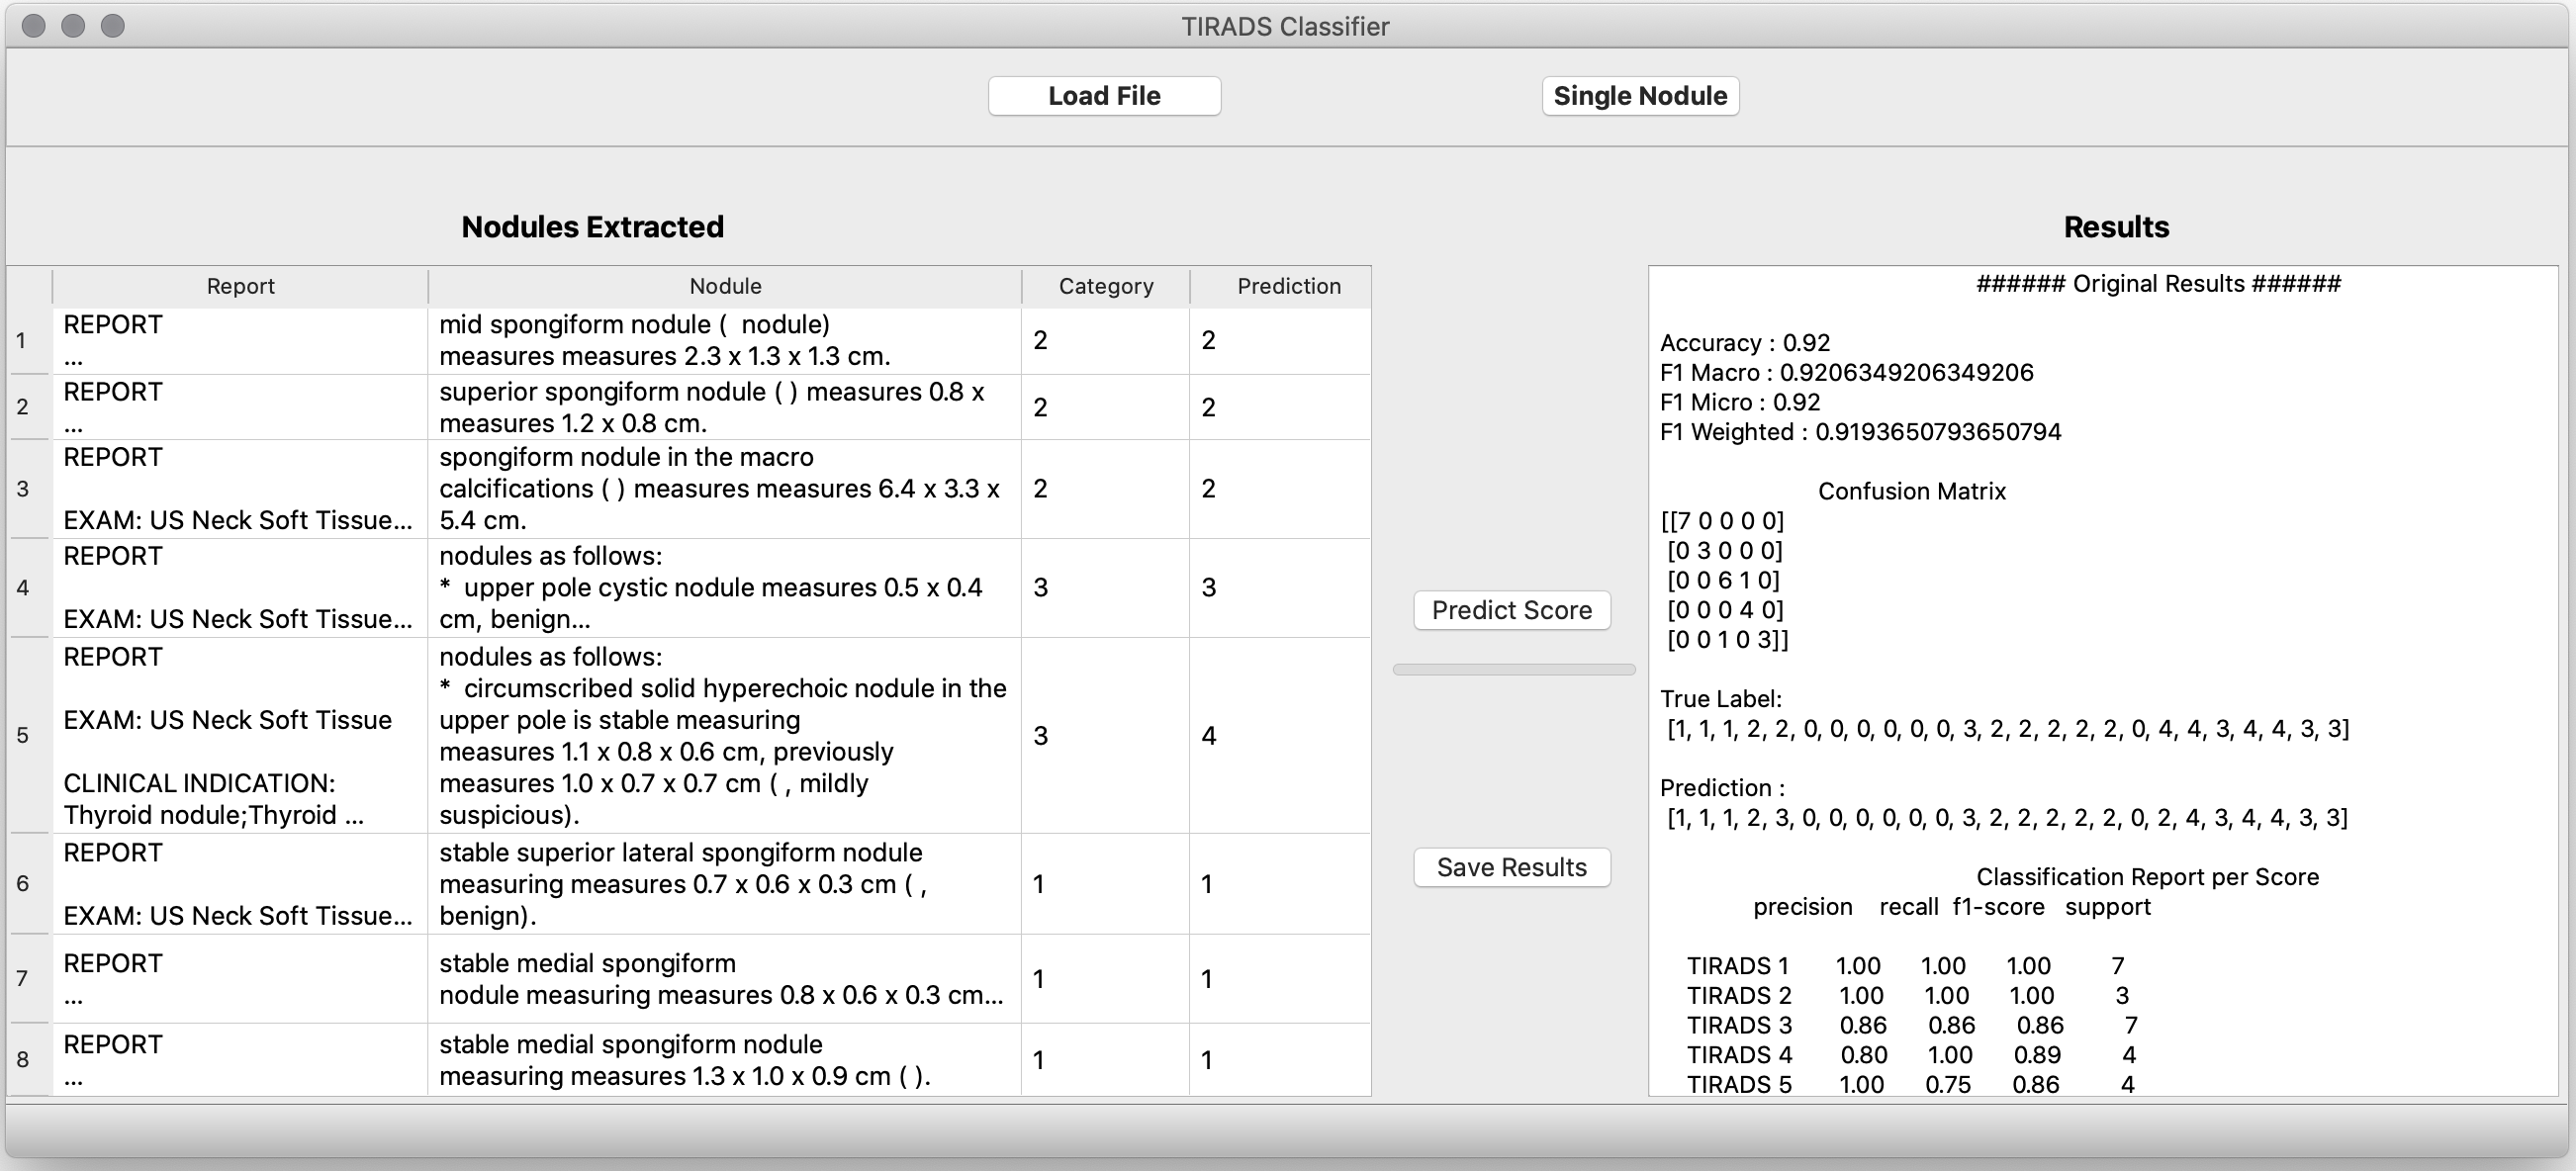 TIRADS Classifier
Load File
Single Nodule
Nodules Extracted
Report
Nodule
Category
Prediction
1
REPORT
...
mid spongiform nodule (  nodule)
measures measures 2.3 x 1.3 x 1.3 cm.
2
2
2
REPORT
...
superior spongiform nodule ( ) measures 0.8 x
measures 1.2 x 0.8 cm.
2
2
3
REPORT
EXAM: US Neck Soft Tissue...
spongiform nodule in the macro
calcifications ( ) measures measures 6.4 x 3.3 x
5.4 cm.
2
2
4
REPORT
EXAM: US Neck Soft Tissue...
nodules as follows:
*  upper pole cystic nodule measures 0.5 x 0.4
cm, benign...
3
3
5
REPORT
EXAM: US Neck Soft Tissue
CLINICAL INDICATION:
Thyroid nodule;Thyroid ...
nodules as follows:
*  circumscribed solid hyperechoic nodule in the
upper pole is stable measuring
measures 1.1 x 0.8 x 0.6 cm, previously
measures 1.0 x 0.7 x 0.7 cm ( , mildly
suspicious).
3
4
6
REPORT
EXAM: US Neck Soft Tissue...
stable superior lateral spongiform nodule
measuring measures 0.7 x 0.6 x 0.3 cm ( ,
benign).
1
1
7
REPORT
...
stable medial spongiform
nodule measuring measures 0.8 x 0.6 x 0.3 cm...
1
1
8
REPORT
...
stable medial spongiform nodule
measuring measures 1.3 x 1.0 x 0.9 cm ( ).
1
1
Predict Score
Save Results
Results
###### Original Results ######
Accuracy : 0.92
F1 Macro : 0.9206349206349206
F1 Micro : 0.92
F1 Weighted : 0.9193650793650794
Confusion Matrix
[[7 0 0 0 0]
[0 3 0 0 0]
[0 0 6 1 0]
[0 0 0 4 0]
[0 0 1 0 3]]
True Label:
[1, 1, 1, 2, 2, 0, 0, 0, 0, 0, 0, 3, 2, 2, 2, 2, 2, 0, 4, 4, 3, 4, 4, 3, 3]
Prediction :
[1, 1, 1, 2, 3, 0, 0, 0, 0, 0, 0, 3, 2, 2, 2, 2, 2, 0, 2, 4, 3, 4, 4, 3, 3]
Classification Report per Score
precision recall f1-score support
TIRADS 1 1.00 1.00 1.00 7
TIRADS 2 1.00 1.00 1.00 3
TIRADS 3 0.86 0.86 0.86 7
TIRADS 4 0.80 1.00 0.89 4
TIRADS 5 1.00 0.75 0.86 4